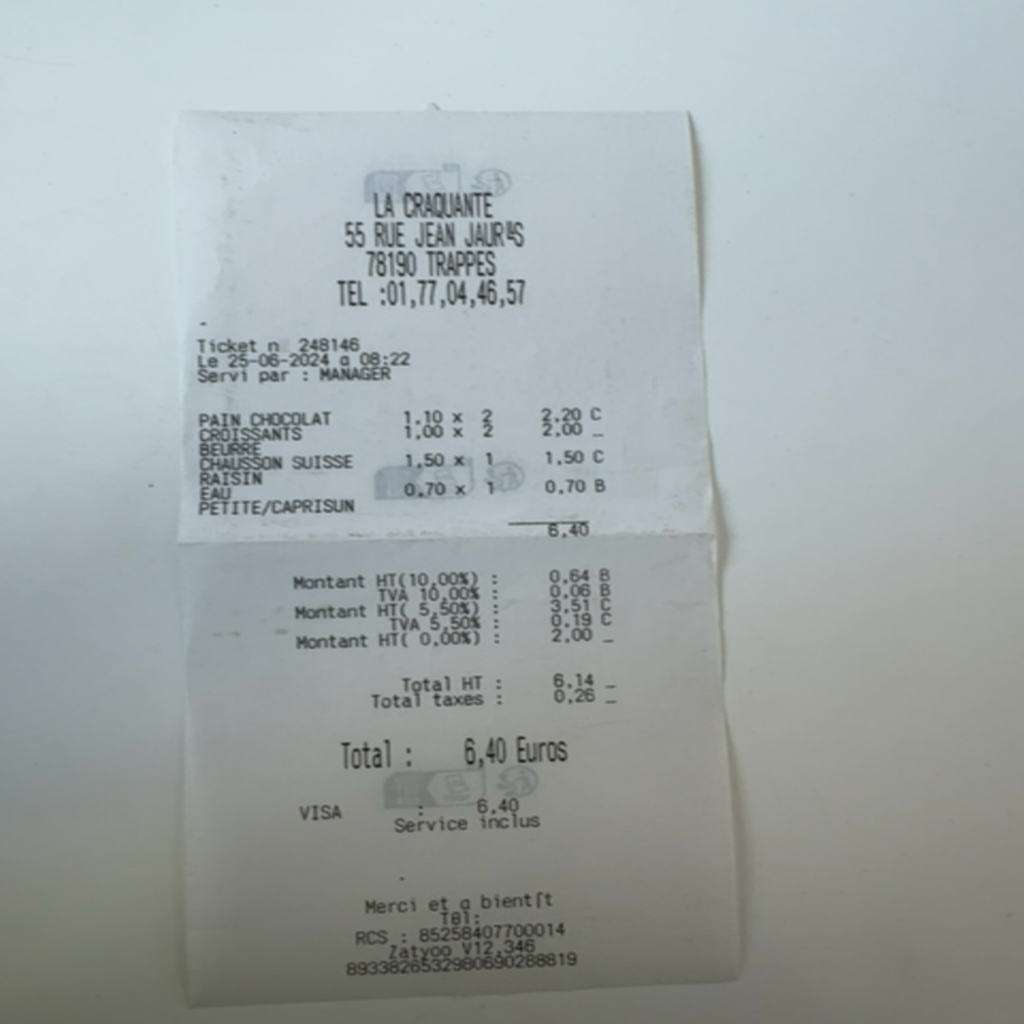 LA CRAQUANTE
55 RUE JEAN JAURS
78190 TRAPPES
TEL :01,77,04,46,57
Ticket n 248146
Le 25-06-2024 a 08:22
Servi par : MANAGER
PAIN CHOCOLAT 1,10 x 2 2,20 C
CROISSANTS 1,00 x 2 2,00 _
BEURRE
CHAUSSON SUISSE 1,50 x 1 1,50 C
RAISIN
EAU 0,70 x 1 0,70 B
PETITE/CAPRISUN
6,40
Montant HT(10,00%) : 0,64 B
TVA 10,00% : 0,06 B
Montant HT( 5,50%) : 3,51 C
TVA 5,50% : 0,19 C
Montant HT( 0,00%) : 2,00 _
Total HT : 6,14 _
Total taxes : 0,26 _
Total : 6,40 Euros
VISA : 6,40
Service inclus
Merci et a bient⌠t
Tél:
RCS : 85258407700014
Zatyoo V12,346
8933826532980690288819